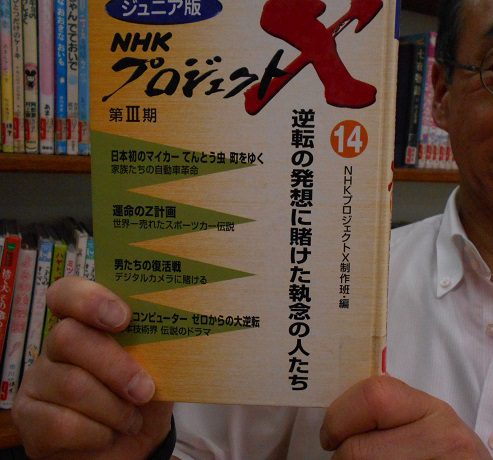 ジュニア版
NHK
プロジェクトX
第Ⅲ期
14
逆転の発想に賭けた執念の人たち
NHKプロジェクトX制作班・編
日本初のマイカー てんとう虫 町をゆく
家族たちの自動車革命
運命のZ計画
世界一売れたスポーツカー伝説
男たちの復活戦
デジタルカメラに賭ける
コンピューター ゼロからの大逆転
技術界 伝説のドラマ